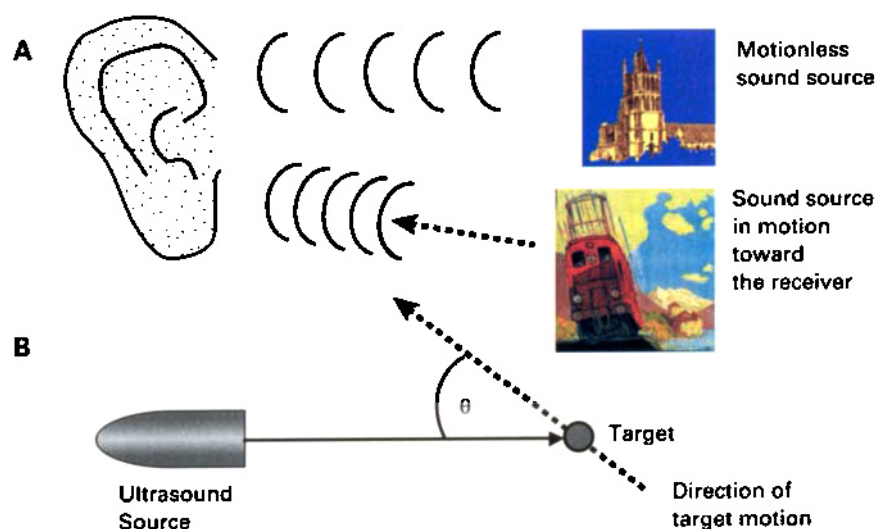 A
Motionless
sound source
Sound source
in motion
toward
the receiver
B
θ
Target
Ultrasound
Source
Direction of
target motion